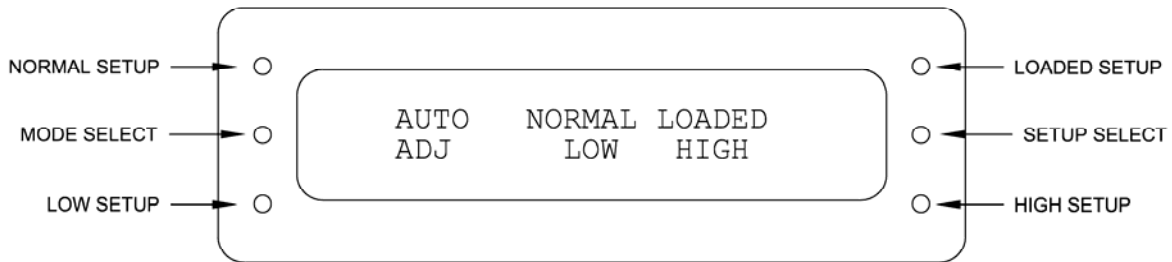 NORMAL SETUP
LOADED SETUP
AUTO NORMAL LOADED
MODE SELECT
SETUP SELECT
ADJ LOW HIGH
LOW SETUP
HIGH SETUP